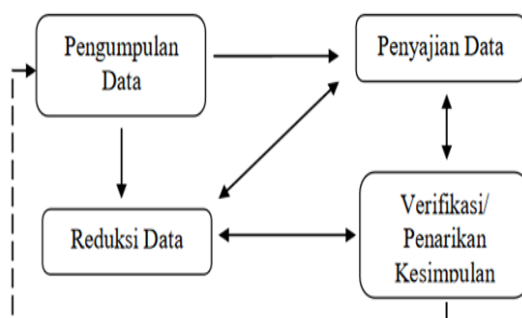 Pengumpulan
Data
Penyajian Data
Reduksi Data
Verifikasi/
Penarikan
Kesimpulan